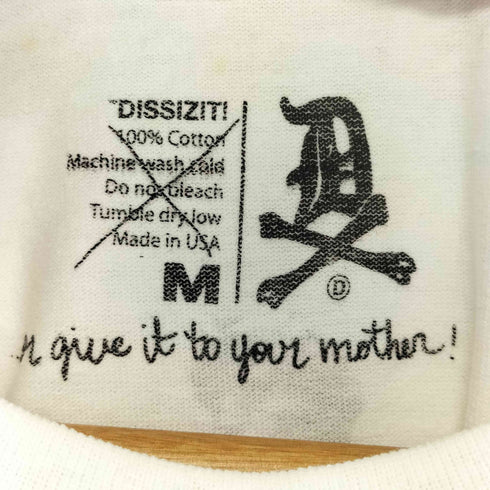 "DISSIZIT!
100% Cotton
Machine wash cold
Do not bleach
Tumble dry low
Made in USA
M
D
D
give it to your mother!